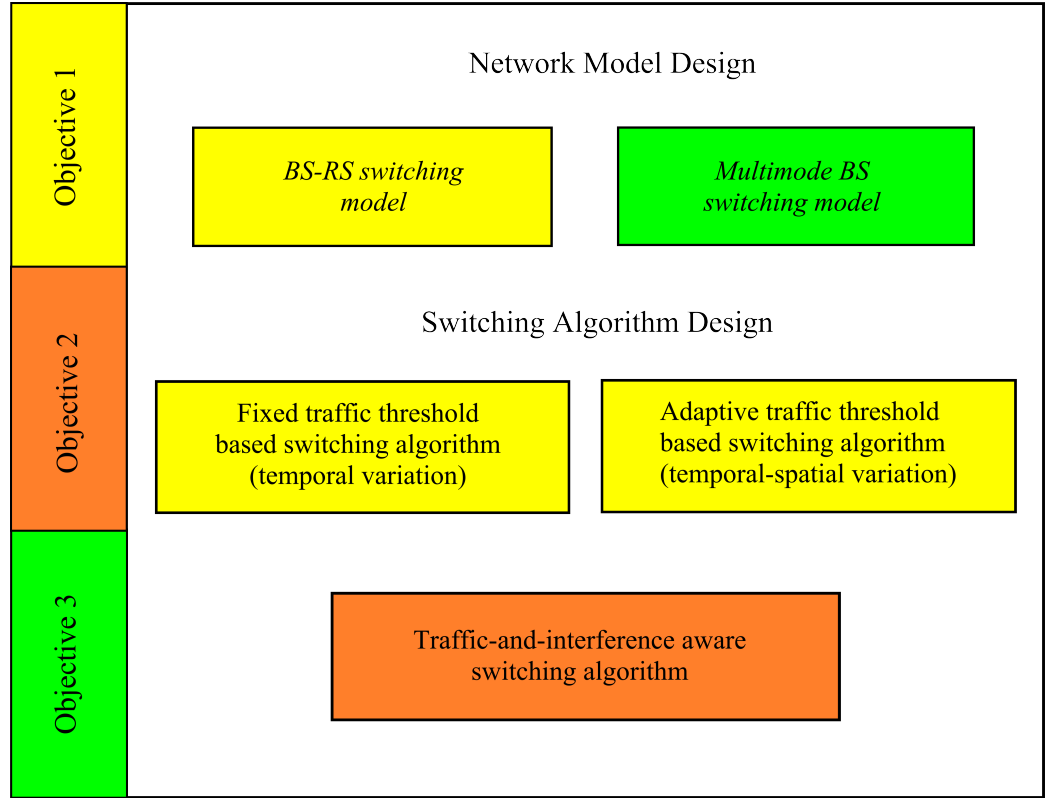 Objective 1
Network Model Design
BS-RS switching
model
Multimode BS
switching model
Objective 2
Switching Algorithm Design
Fixed traffic threshold
based switching algorithm
(temporal variation)
Adaptive traffic threshold
based switching algorithm
(temporal-spatial variation)
Objective 3
Traffic-and-interference aware
switching algorithm